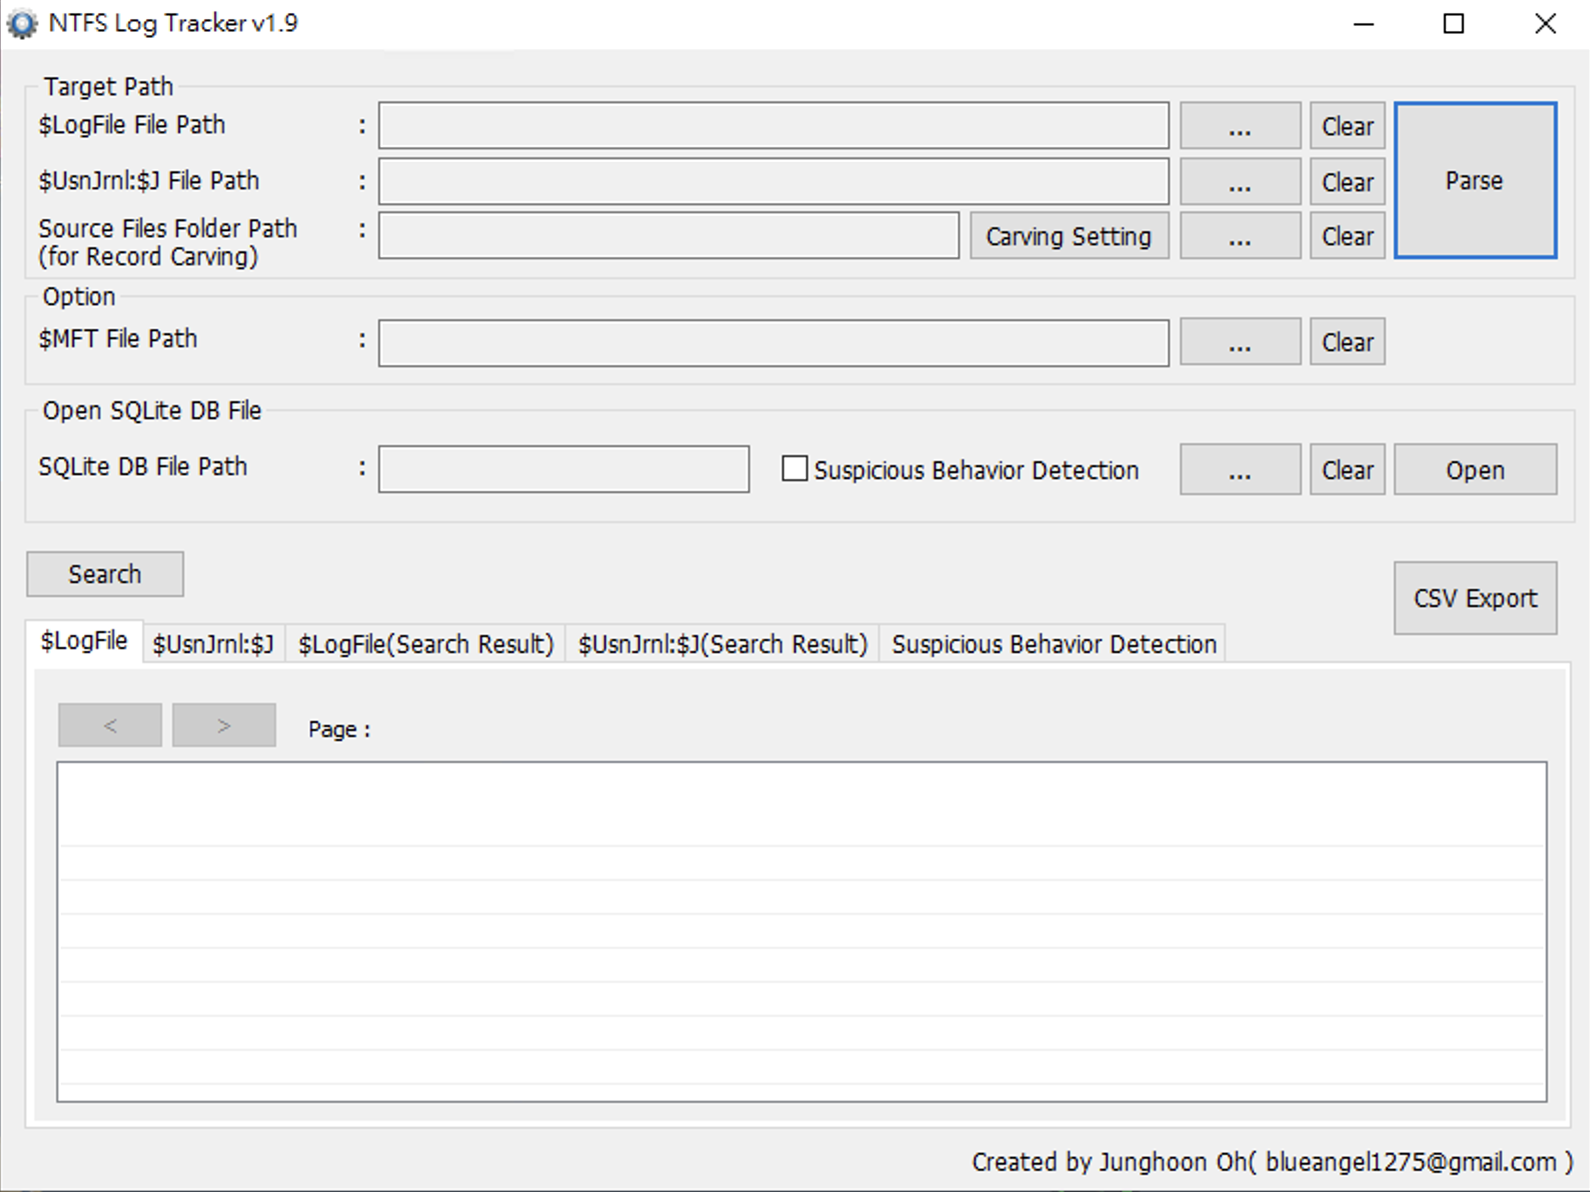 NTFS Log Tracker v1.9
Target Path
$LogFile File Path : ... Clear
Parse
$UsnJrnl:$J File Path : ... Clear
Source Files Folder Path : Carving Setting ... Clear
(for Record Carving)
Option
$MFT File Path : ... Clear
Open SQLite DB File
SQLite DB File Path : Suspicious Behavior Detection ... Clear Open
Search
CSV Export
$LogFile $UsnJrnl:$J $LogFile(Search Result) $UsnJrnl:$J(Search Result) Suspicious Behavior Detection
< > Page :
Created by Junghoon Oh( blueangel1275@gmail.com )